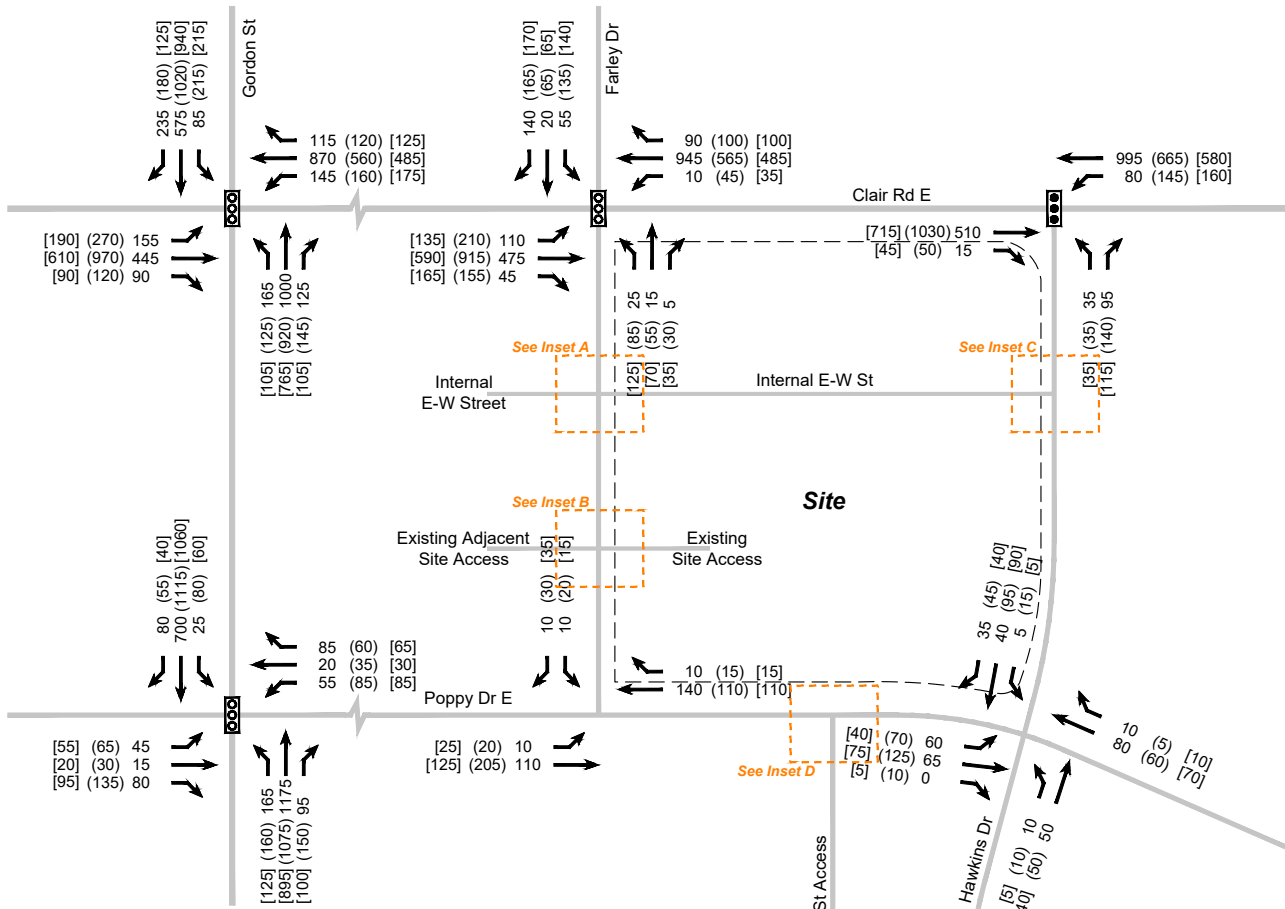 235 (180) [125]
575 (1020) [940]
85 (215) [215]
Gordon St
115 (120) [125]
870 (560) [485]
145 (160) [175]
[190] (270) 155
[610] (970) 445
[90] (120) 90
[105] (125) 165
[765] (920) 1000
[105] (145) 125
140 (165) [170]
20 (65) [65]
55 (135) [140]
Farley Dr
90 (100) [100]
945 (565) [485]
10 (45) [35]
[135] (210) 110
[590] (915) 475
[165] (155) 45
[125] (85) 25
[70] (55) 15
[35] (30) 5
Clair Rd E
995 (665) [580]
80 (145) [160]
[715] (1030) 510
[45] (50) 15
[35] (35) 35
[115] (140) 95
See Inset A
See Inset C
Internal
E-W Street
Internal E-W St
See Inset B
Site
Existing Adjacent
Site Access
Existing
Site Access
80 (55) [40]
700 (1115) [1060]
25 (80) [60]
85 (60) [65]
20 (35) [30]
55 (85) [85]
Poppy Dr E
[55] (65) 45
[20] (30) 15
[95] (135) 80
[125] (160) 165
[895] (1075) 1175
[100] (150) 95
10 (30) [35]
10 (20) [15]
10 (15) [15]
140 (110) [110]
[25] (20) 10
[125] (205) 110
See Inset D
35 (45) [40]
40 (95) [90]
5 (15) [5]
10 (5) [10]
80 (60) [70]
[40] (70) 60
[75] (125) 65
[5] (10) 0
St Access
Hawkins Dr
[5] (10) 10
(50) 50